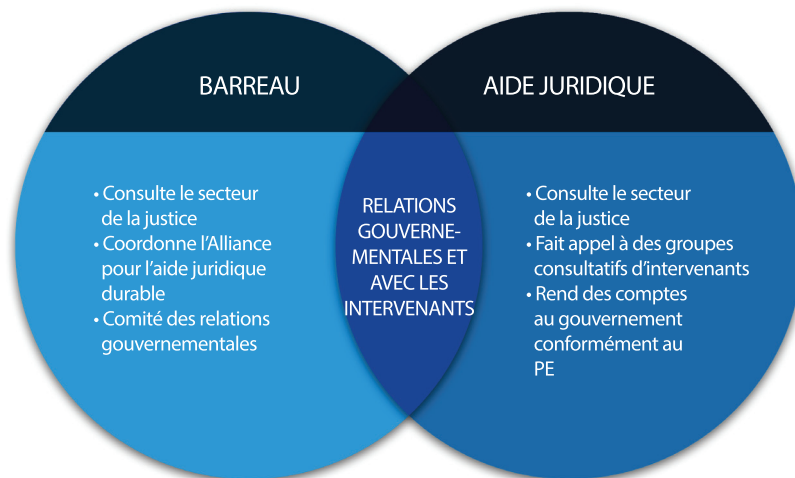 BARREAU
• Consulte le secteur
de la justice
• Coordonne l'Alliance
pour l'aide juridique
durable
• Comité des relations
gouvernementales
RELATIONS
GOUVERNE-
MENTALES ET
AVEC LES
INTERVENANTS
AIDE JURIDIQUE
• Consulte le secteur
de la justice
• Fait appel à des groupes
consultatifs d'intervenants
• Rend des comptes
au gouvernement
conformément au
PE